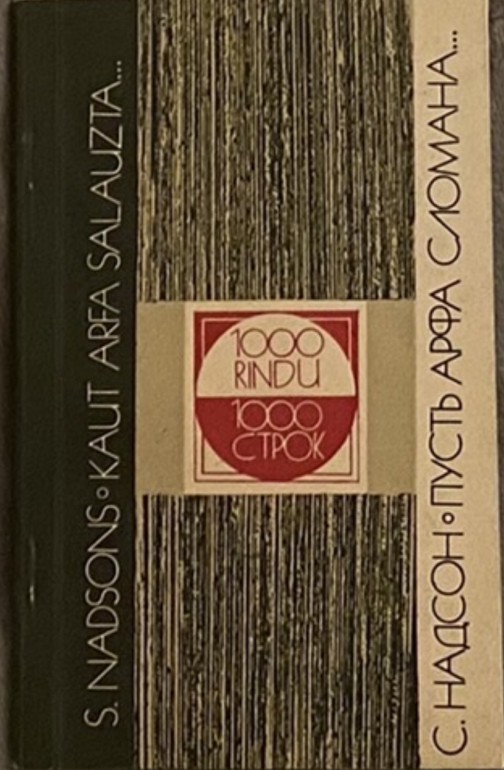 S. NADSONS ∘ KAUT ARFA SALAUZTA...
1000
RINDU
1000
СТРОК
С. НАДСОН ∘ ПУСТЬ АРФА СЛОМАНА...